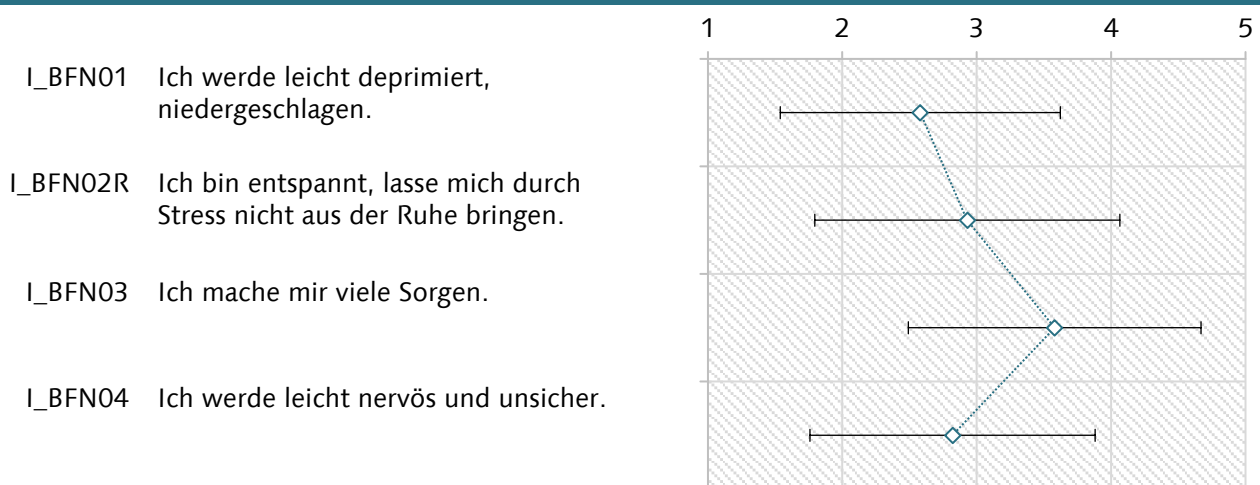 1 2 3 4 5
I_BFN01 Ich werde leicht deprimiert,
niedergeschlagen.
I_BFN02R Ich bin entspannt, lasse mich durch
Stress nicht aus der Ruhe bringen.
I_BFN03 Ich mache mir viele Sorgen.
I_BFN04 Ich werde leicht nervös und unsicher.